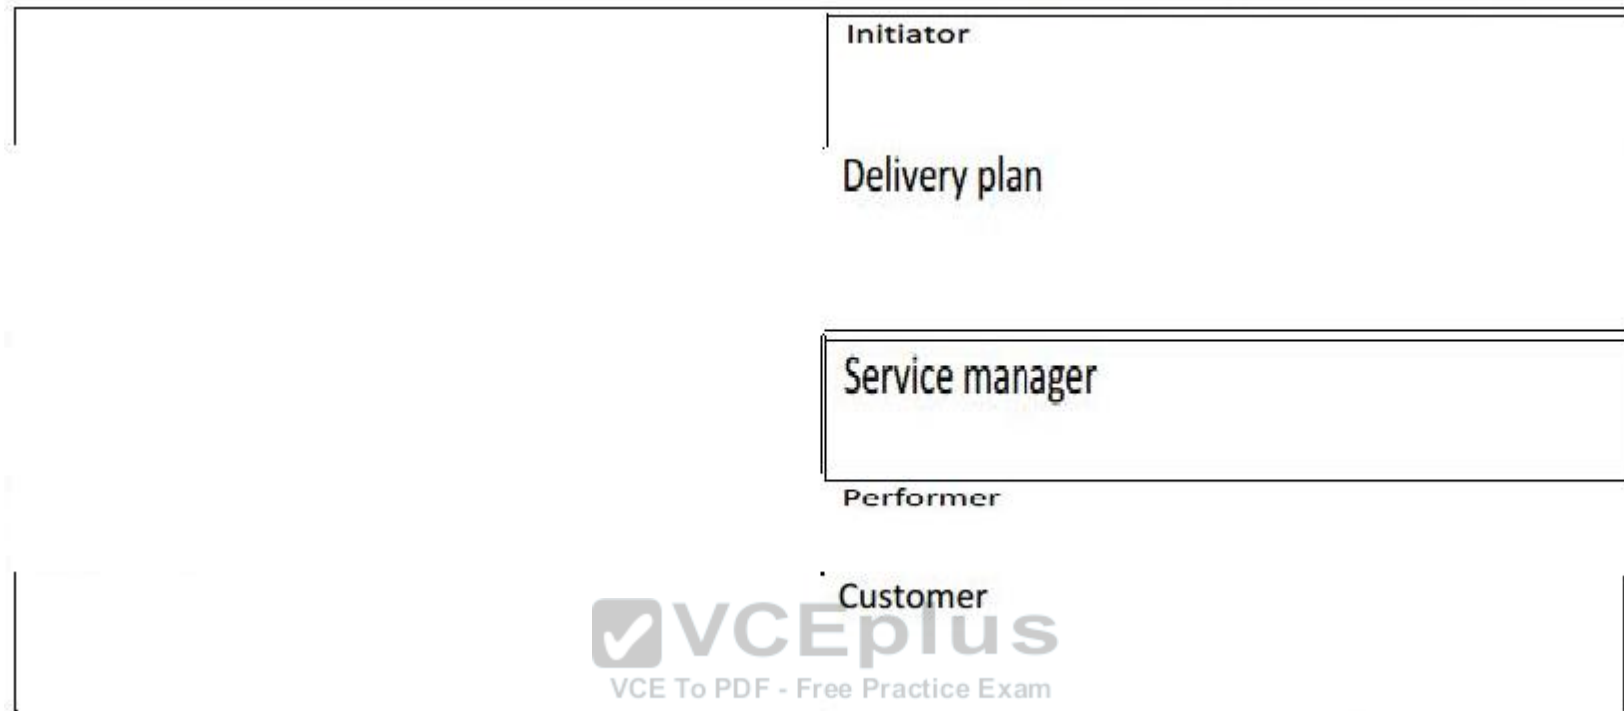 Initiator
Delivery plan
Service manager
Performer
Customer
VCEplus
VCE To PDF - Free Practice Exam